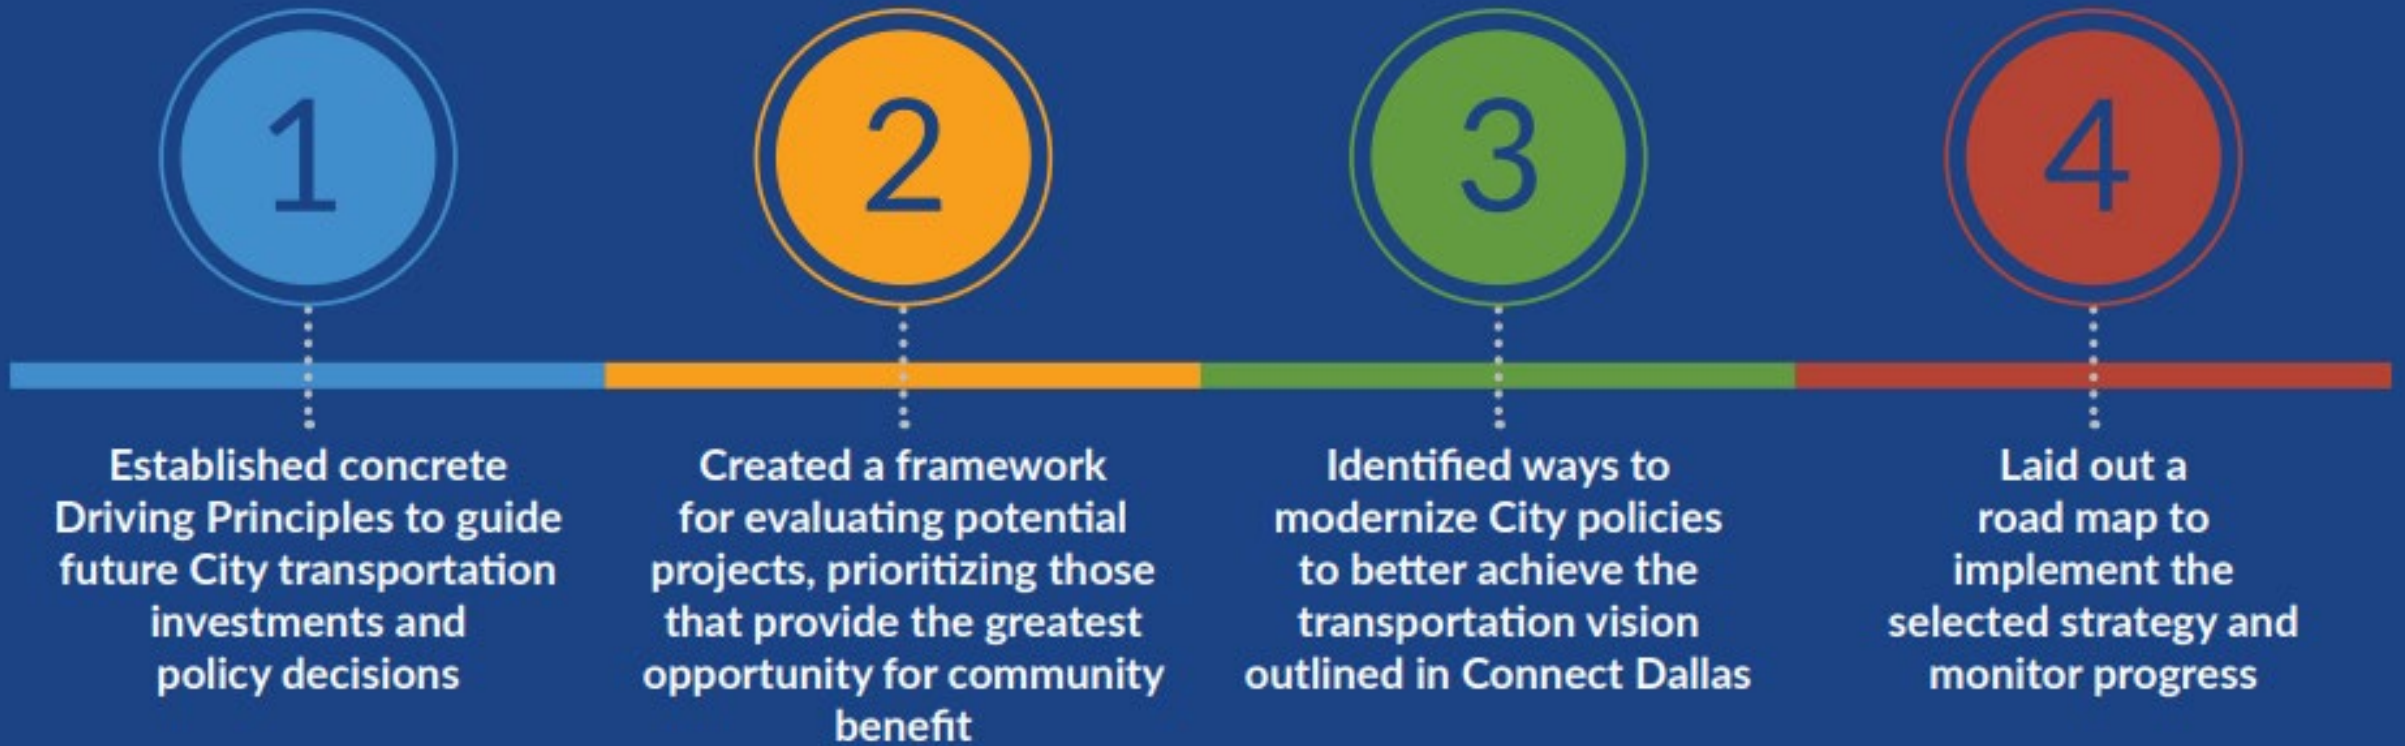 1
Established concrete
Driving Principles to guide
future City transportation
investments and
policy decisions
2
Created a framework
for evaluating potential
projects, prioritizing those
that provide the greatest
opportunity for community
benefit
3
Identified ways to
modernize City policies
to better achieve the
transportation vision
outlined in Connect Dallas
4
Laid out a
road map to
implement the
selected strategy and
monitor progress